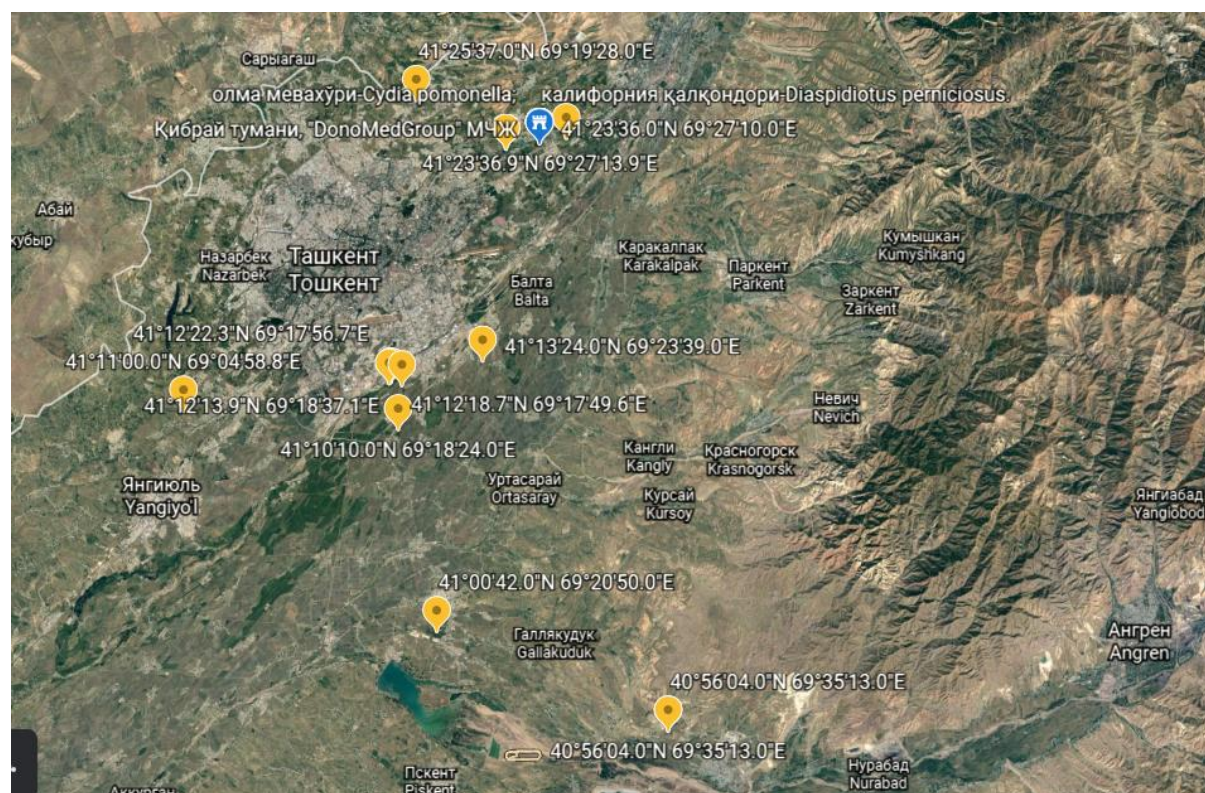 41°25'37.0"N 69°19'28.0"E
Сарыагаш
олма мевахўри-Cydia pomonella, қалифорния қалқондори-Diaspidiotus perniciosus.
Қибрай тумани, "DonoMedGroup" МЧЖ 41°23'36.0"N 69°27'10.0"E
41°23'36.9"N 69°27'13.9"E
Абай
Назарбек
Nazarbek
Ташкент
Тошкент
Каракалпак
Karakalpak
Кумышкан
Kumyshkang
Паркент
Parkent
Балта
Balta
Заркент
Zarkent
41°12'22.3"N 69°17'56.7"E
41°13'24.0"N 69°23'39.0"E
41°11'00.0"N 69°04'58.8"E
41°12'13.9"N 69°18'37.1"E
41°12'18.7"N 69°17'49.6"E
Невич
Nevich
41°10'10.0"N 69°18'24.0"E
Кангли
Kangly
Красногорск
Krasnogorsk
Янгиюль
Yangiyo'l
Уртасарай
Ortasaray
Курсай
Kursoy
Янгиабад
Yangiobod
41°00'42.0"N 69°20'50.0"E
Галлякудук
Gallakuduk
Ангрен
Angren
40°56'04.0"N 69°35'13.0"E
40°56'04.0"N 69°35'13.0"E
Пскент
Piskent
Нурабад
Nurabad